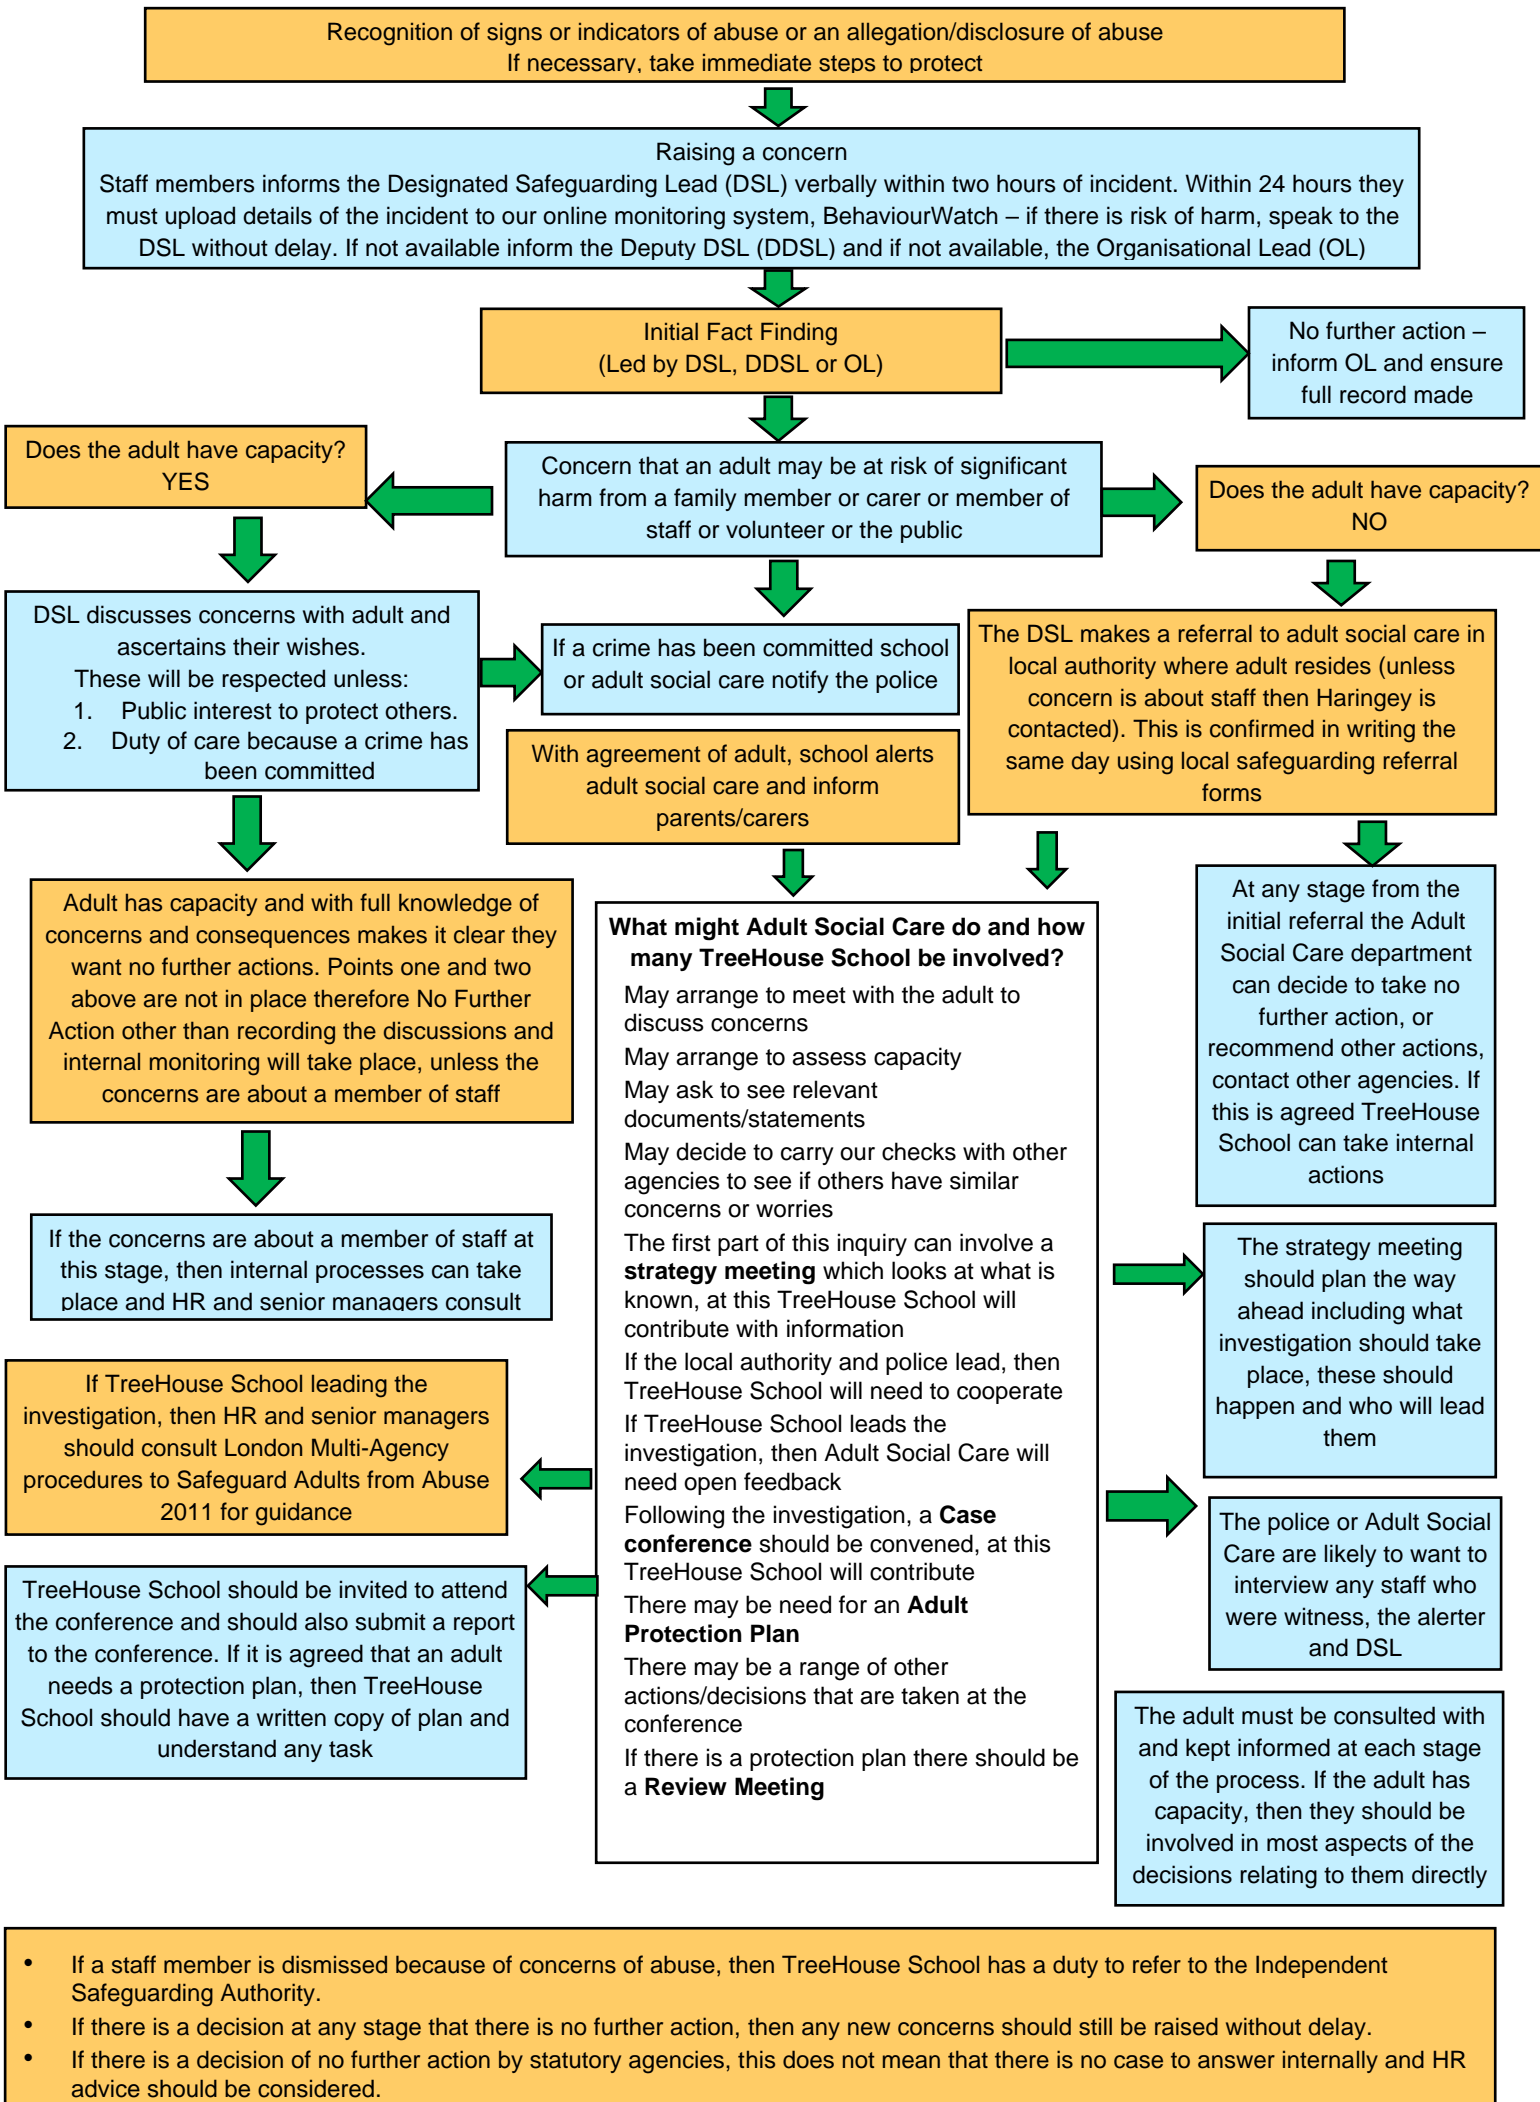 Recognition of signs or indicators of abuse or an allegation/disclosure of abuse
If necessary, take immediate steps to protect
Raising a concern
Staff members informs the Designated Safeguarding Lead (DSL) verbally within two hours of incident. Within 24 hours they
must upload details of the incident to our online monitoring system, BehaviourWatch – if there is risk of harm, speak to the
DSL without delay. If not available inform the Deputy DSL (DDSL) and if not available, the Organisational Lead (OL)
Initial Fact Finding
(Led by DSL, DDSL or OL)
No further action –
inform OL and ensure
full record made
Does the adult have capacity?
YES
Concern that an adult may be at risk of significant
harm from a family member or carer or member of
staff or volunteer or the public
Does the adult have capacity?
NO
DSL discusses concerns with adult and
ascertains their wishes.
These will be respected unless:
1. Public interest to protect others.
2. Duty of care because a crime has
been committed
If a crime has been committed school
or adult social care notify the police
The DSL makes a referral to adult social care in
local authority where adult resides (unless
concern is about staff then Haringey is
contacted). This is confirmed in writing the
same day using local safeguarding referral
forms
With agreement of adult, school alerts
adult social care and inform
parents/carers
Adult has capacity and with full knowledge of
concerns and consequences makes it clear they
want no further actions. Points one and two
above are not in place therefore No Further
Action other than recording the discussions and
internal monitoring will take place, unless the
concerns are about a member of staff
What might Adult Social Care do and how
many TreeHouse School be involved?
May arrange to meet with the adult to
discuss concerns
May arrange to assess capacity
May ask to see relevant
documents/statements
May decide to carry our checks with other
agencies to see if others have similar
concerns or worries
The first part of this inquiry can involve a
strategy meeting which looks at what is
known, at this TreeHouse School will
contribute with information
If the local authority and police lead, then
TreeHouse School will need to cooperate
If TreeHouse School leads the
investigation, then Adult Social Care will
need open feedback
Following the investigation, a Case
conference should be convened, at this
TreeHouse School will contribute
There may be need for an Adult
Protection Plan
There may be a range of other
actions/decisions that are taken at the
conference
If there is a protection plan there should be
a Review Meeting
At any stage from the
initial referral the Adult
Social Care department
can decide to take no
further action, or
recommend other actions,
contact other agencies. If
this is agreed TreeHouse
School can take internal
actions
If the concerns are about a member of staff at
this stage, then internal processes can take
place and HR and senior managers consult
The strategy meeting
should plan the way
ahead including what
investigation should take
place, these should
happen and who will lead
them
If TreeHouse School leading the
investigation, then HR and senior managers
should consult London Multi-Agency
procedures to Safeguard Adults from Abuse
2011 for guidance
The police or Adult Social
Care are likely to want to
interview any staff who
were witness, the alerter
and DSL
TreeHouse School should be invited to attend
the conference and should also submit a report
to the conference. If it is agreed that an adult
needs a protection plan, then TreeHouse
School should have a written copy of plan and
understand any task
The adult must be consulted with
and kept informed at each stage
of the process. If the adult has
capacity, then they should be
involved in most aspects of the
decisions relating to them directly
• If a staff member is dismissed because of concerns of abuse, then TreeHouse School has a duty to refer to the Independent
Safeguarding Authority.
• If there is a decision at any stage that there is no further action, then any new concerns should still be raised without delay.
• If there is a decision of no further action by statutory agencies, this does not mean that there is no case to answer internally and HR
advice should be considered.